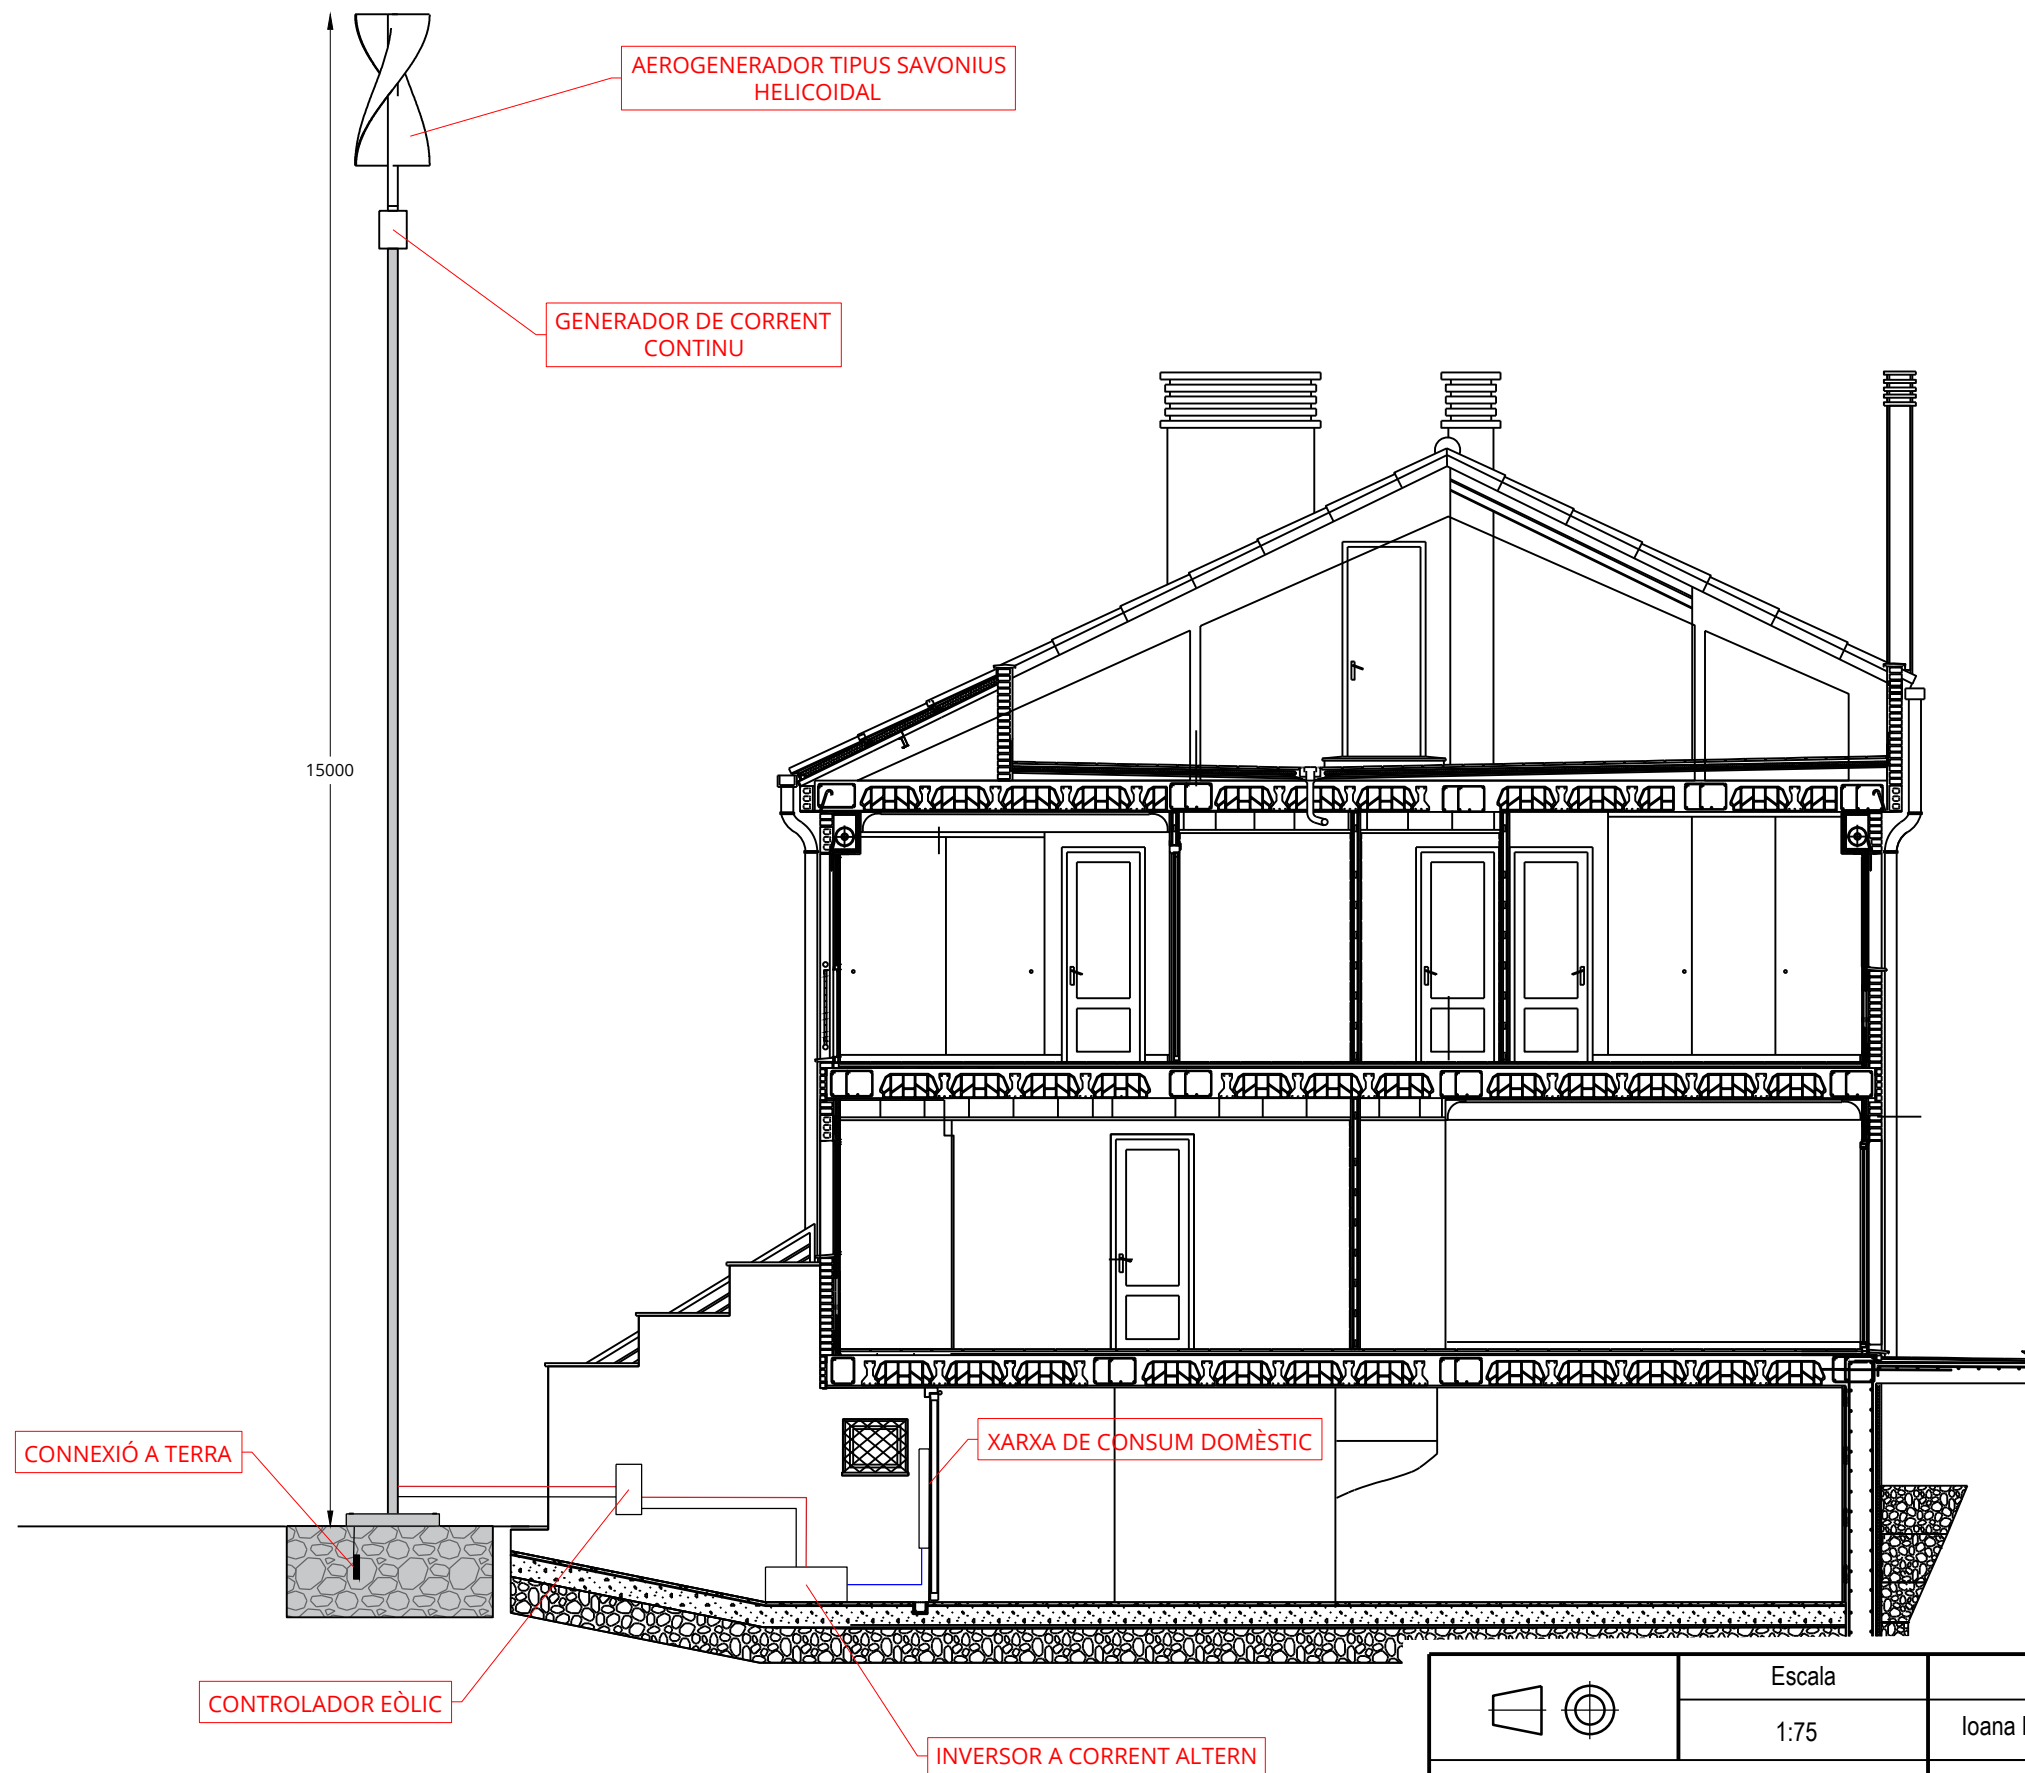 AEROGENERADOR TIPUS SAVONIUS
HELICOIDAL
GENERADOR DE CORRENT
CONTINU
15000
CONNEXIÓ A TERRA
XARXA DE CONSUM DOMÈSTIC
CONTROLADOR EÒLIC
INVERSOR A CORRENT ALTERN
Escala
1:75
Ioana